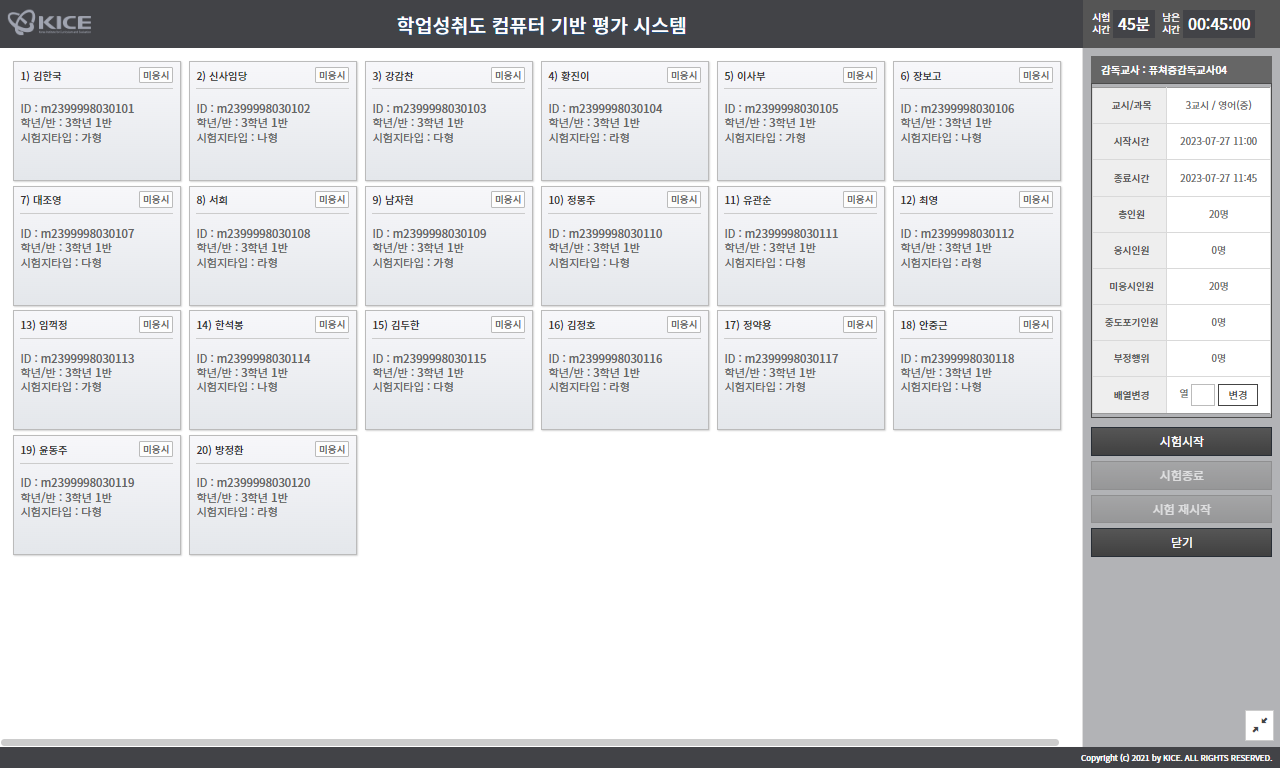 KICE
학업성취도 컴퓨터 기반 평가 시스템
시험 시간 45분 남은 시간 00:45:00
1) 김한국 미응시
ID : m2399998030101
학년/반 : 3학년 1반
시험지타입 : 가형
2) 신사임당 미응시
ID : m2399998030102
학년/반 : 3학년 1반
시험지타입 : 나형
3) 강감찬 미응시
ID : m2399998030103
학년/반 : 3학년 1반
시험지타입 : 다형
4) 황진이 미응시
ID : m2399998030104
학년/반 : 3학년 1반
시험지타입 : 라형
5) 이사부 미응시
ID : m2399998030105
학년/반 : 3학년 1반
시험지타입 : 가형
6) 장보고 미응시
ID : m2399998030106
학년/반 : 3학년 1반
시험지타입 : 나형
7) 대조영 미응시
ID : m2399998030107
학년/반 : 3학년 1반
시험지타입 : 다형
8) 서희 미응시
ID : m2399998030108
학년/반 : 3학년 1반
시험지타입 : 라형
9) 남자현 미응시
ID : m2399998030109
학년/반 : 3학년 1반
시험지타입 : 가형
10) 정몽주 미응시
ID : m2399998030110
학년/반 : 3학년 1반
시험지타입 : 나형
11) 유관순 미응시
ID : m2399998030111
학년/반 : 3학년 1반
시험지타입 : 다형
12) 최영 미응시
ID : m2399998030112
학년/반 : 3학년 1반
시험지타입 : 라형
13) 임꺽정 미응시
ID : m2399998030113
학년/반 : 3학년 1반
시험지타입 : 가형
14) 한석봉 미응시
ID : m2399998030114
학년/반 : 3학년 1반
시험지타입 : 나형
15) 김두한 미응시
ID : m2399998030115
학년/반 : 3학년 1반
시험지타입 : 다형
16) 김정호 미응시
ID : m2399998030116
학년/반 : 3학년 1반
시험지타입 : 라형
17) 정약용 미응시
ID : m2399998030117
학년/반 : 3학년 1반
시험지타입 : 가형
18) 안중근 미응시
ID : m2399998030118
학년/반 : 3학년 1반
시험지타입 : 나형
19) 윤동주 미응시
ID : m2399998030119
학년/반 : 3학년 1반
시험지타입 : 다형
20) 방정환 미응시
ID : m2399998030120
학년/반 : 3학년 1반
시험지타입 : 라형
감독교사 : 퓨쳐중감독교사04
교시/과목 3교시 / 영어(중)
시작시간 2023-07-27 11:00
종료시간 2023-07-27 11:45
총인원 20명
응시인원 0명
미응시인원 20명
중도포기인원 0명
부정행위 0명
배열변경 열 변경
시험시작
시험종료
시험 재시작
닫기
Copyright (c) 2021 by KICE. ALL RIGHTS RESERVED.